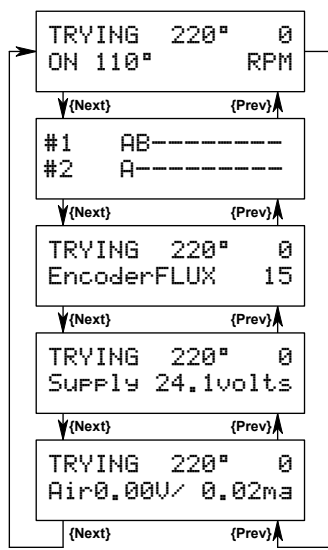 TRYING 220° 0
ON 110° RPM
{Next} {Prev}
#1 AB--------
#2 A---------
{Next} {Prev}
TRYING 220° 0
EncoderFLUX 15
{Next} {Prev}
TRYING 220° 0
Supply 24.1volts
{Next} {Prev}
TRYING 220° 0
Air0.00V/ 0.02ma
{Next} {Prev}